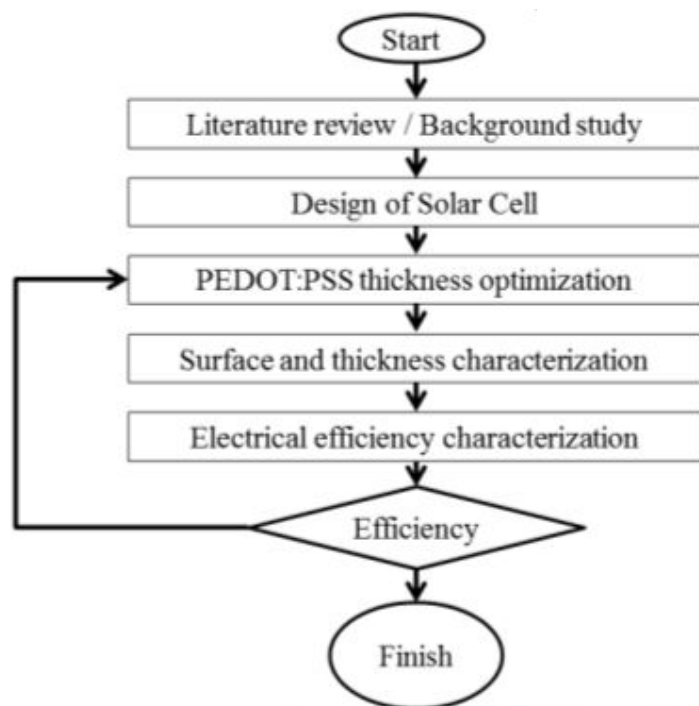 Start
Literature review / Background study
Design of Solar Cell
PEDOT:PSS thickness optimization
Surface and thickness characterization
Electrical efficiency characterization
Efficiency
Finish